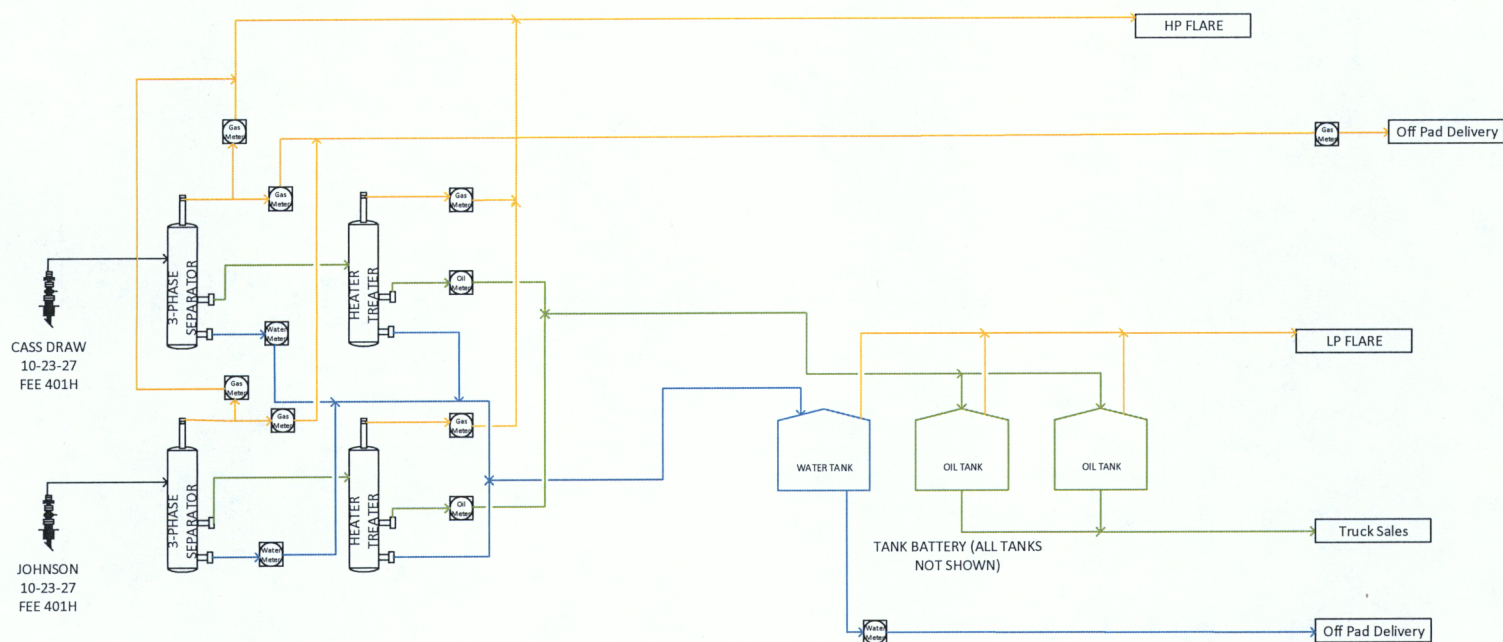 HP FLARE
Gas
Meter
Gas
Meter
Off Pad Delivery
Gas
Meter
Gas
Meter
3-PHASE
SEPARATOR
HEATER
TREATER
Oil
Meter
Water
Meter
CASS DRAW
10-23-27
FEE 401H
LP FLARE
Gas
Meter
Gas
Meter
Gas
Meter
3-PHASE
SEPARATOR
HEATER
TREATER
WATER TANK
OIL TANK
OIL TANK
Oil
Meter
Water
Meter
Truck Sales
TANK BATTERY (ALL TANKS
NOT SHOWN)
JOHNSON
10-23-27
FEE 401H
Water
Meter
Off Pad Delivery